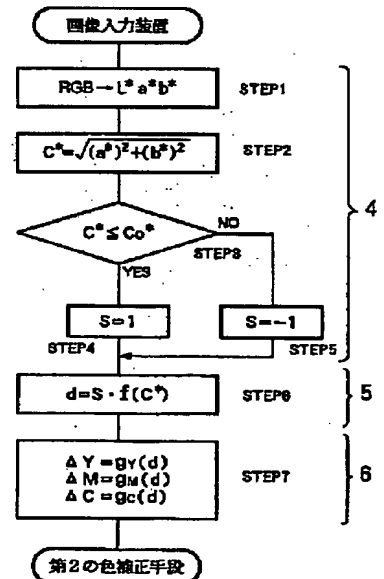 画像入力装置
RGB→L* a* b*
STEP1
C*=√(a*)²+(b*)²
STEP2
4
C*≤Co*
NO
STEP3
YES
S=1
S=-1
STEP4
STEP5
d=S・f(C*)
STEP6
5
ΔY=gY(d)
ΔM=gM(d)
ΔC=gC(d)
STEP7
6
第2の色補正手段